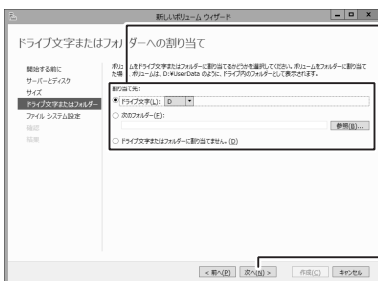 新しいボリューム ウィザード
ドライブ文字またはフォルダーへの割り当て
開始する前に
サーバーとディスク
サイズ
ドライブ文字またはフォルダー
ファイル システム設定
確認
結果
ボリュームをドライブ文字またはフォルダーに割り当てるかどうかを選択してください。ボリュームをフォルダーに割り当て
た場 ボリュームは、D:¥UserData のように、ドライブ内のフォルダーとして表示されます。
割り当て先:
ドライブ文字(L): D
次のフォルダー(F):
参照(B)...
ドライブ文字またはフォルダーに割り当てません。(D)
< 前へ(P) 次へ(N) > 作成(C) キャンセル